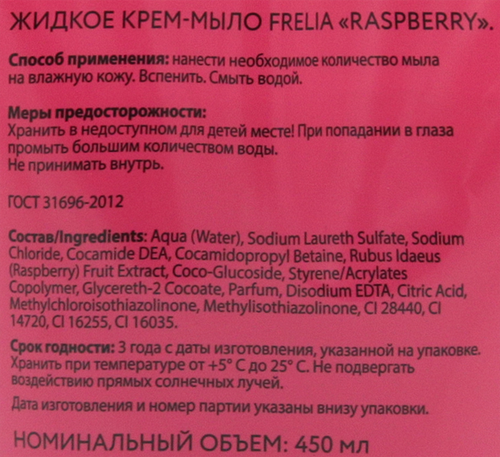 ЖИДКОЕ КРЕМ-МЫЛО FRELIA «RASPBERRY».
Способ применения: нанести необходимое количество мыла
на влажную кожу. Вспенить. Смыть водой.
Меры предосторожности:
Хранить в недоступном для детей месте! При попадании в глаза
промыть большим количеством воды.
Не принимать внутрь.
ГОСТ 31696-2012
Состав/Ingredients: Aqua (Water), Sodium Laureth Sulfate, Sodium
Chloride, Cocamide DEA, Cocamidopropyl Betaine, Rubus Idaeus
(Raspberry) Fruit Extract, Coco-Glucoside, Styrene/Acrylates
Copolymer, Glycereth-2 Cocoate, Parfum, Disodium EDTA, Citric Acid,
Methylchloroisothiazolinone, Methylisothiazolinone, CI 28440, CI
14720, CI 16255, CI 16035.
Срок годности: 3 года с даты изготовления, указанной на упаковке.
Хранить при температуре от +5° С до 25° С. Не подвергать
воздействию прямых солнечных лучей.
Дата изготовления и номер партии указаны внизу упаковки.
НОМИНАЛЬНЫЙ ОБЪЕМ: 450 мл